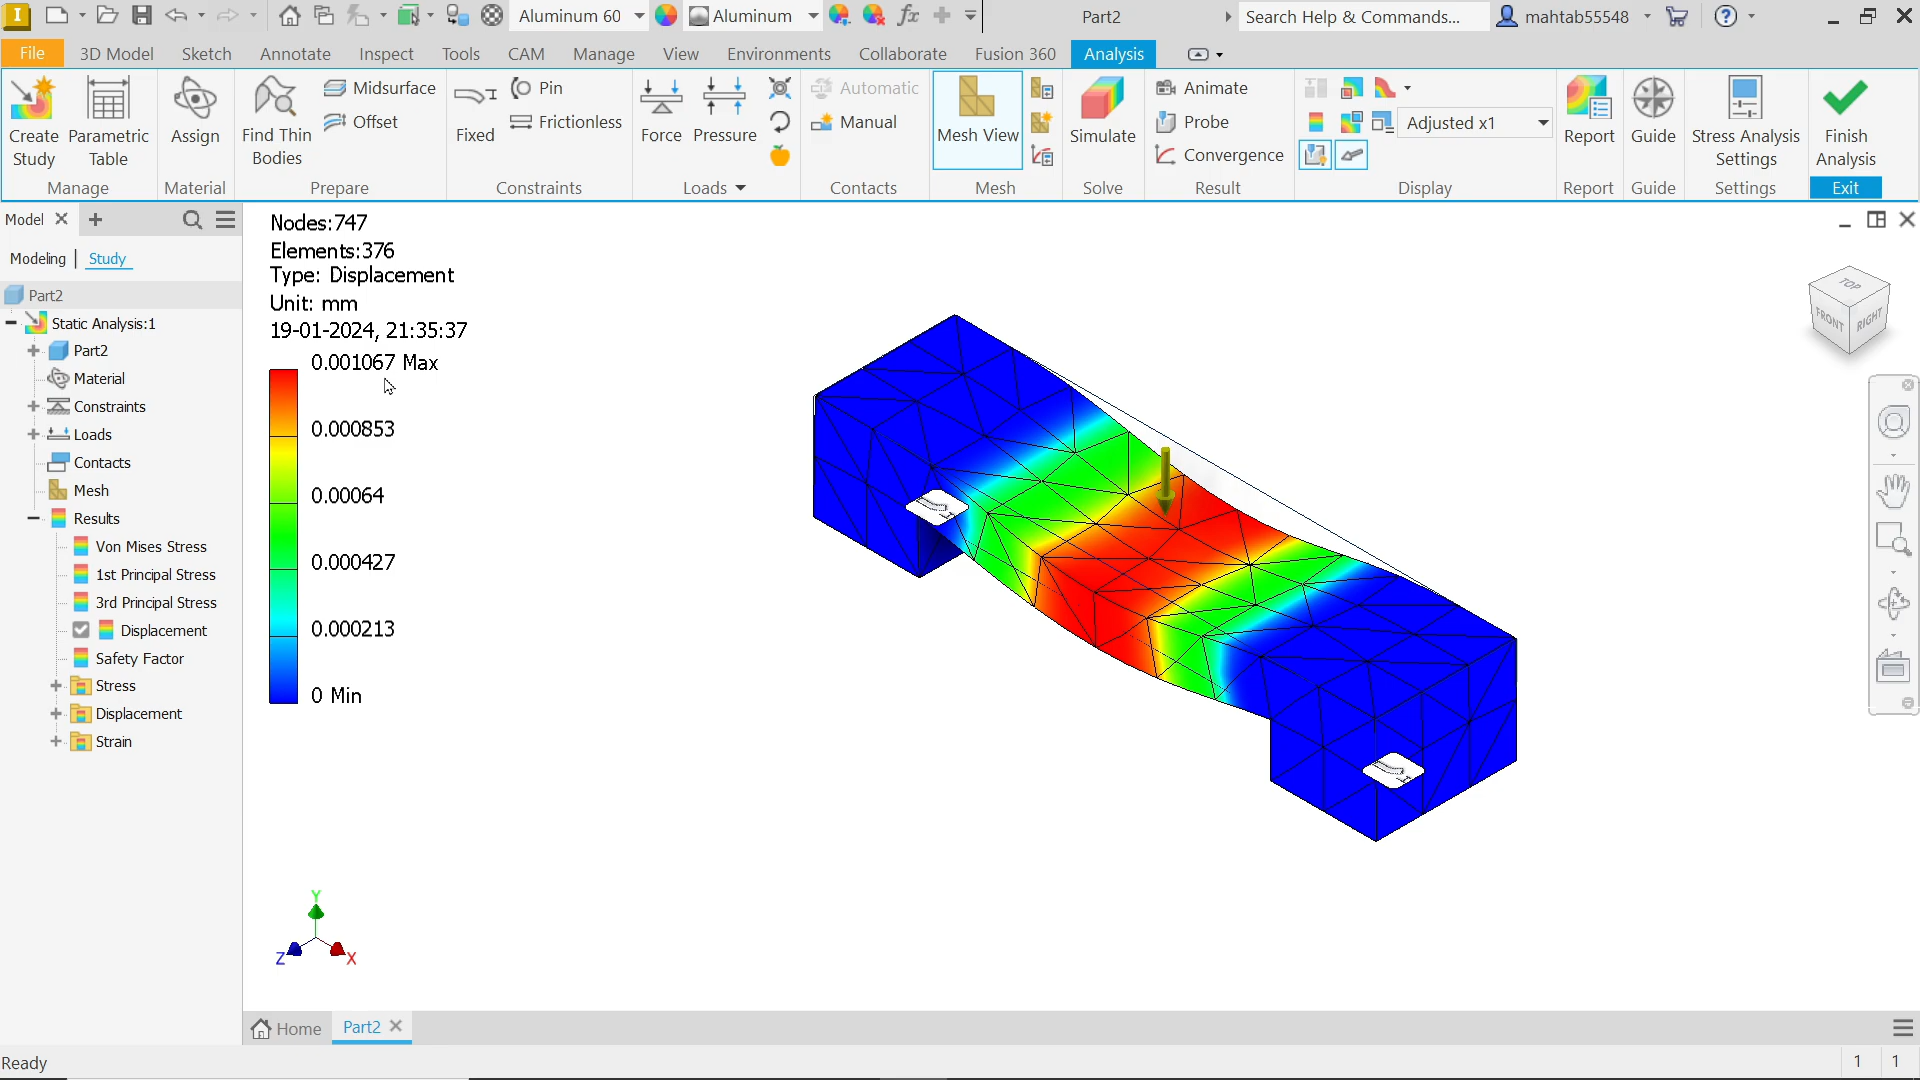 Aluminum 60
Aluminum
Part2
Search Help & Commands...
mahtab55548
File
3D Model
Sketch
Annotate
Inspect
Tools
CAM
Manage
View
Environments
Collaborate
Fusion 360
Analysis
Create Study
Parametric Table
Manage
Assign
Material
Find Thin Bodies
Midsurface
Offset
Prepare
Fixed
Pin
Frictionless
Constraints
Force
Pressure
Loads
Automatic
Manual
Contacts
Mesh View
Mesh
Simulate
Solve
Animate
Probe
Convergence
Result
Adjusted x1
Display
Report
Report
Guide
Guide
Stress Analysis Settings
Settings
Finish Analysis
Exit
Model
Modeling
Study
Part2
Static Analysis:1
Part2
Material
Constraints
Loads
Contacts
Mesh
Results
Von Mises Stress
1st Principal Stress
3rd Principal Stress
Displacement
Safety Factor
Stress
Displacement
Strain
Nodes:747
Elements:376
Type: Displacement
Unit: mm
19-01-2024, 21:35:37
0.001067 Max
0.000853
0.00064
0.000427
0.000213
0 Min
TOP
FRONT
RIGHT
Y
Z
X
Home
Part2
Ready
1
1